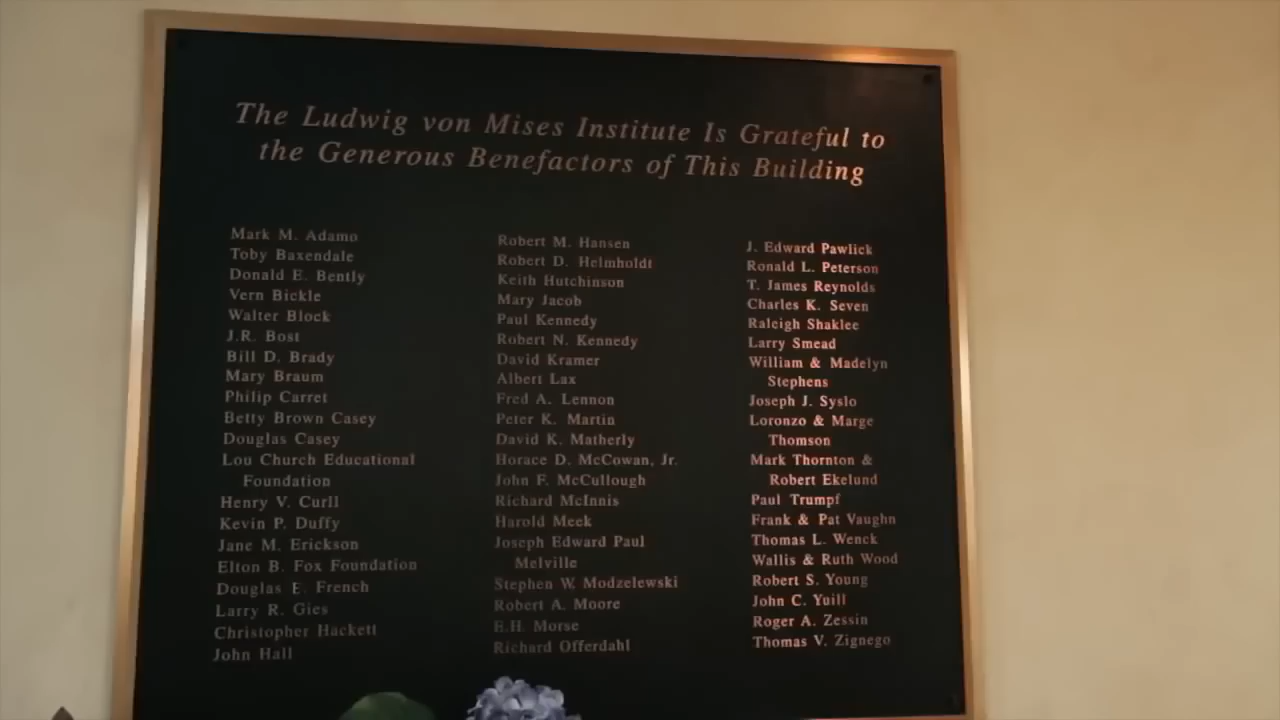 The Ludwig von Mises Institute Is Grateful to
the Generous Benefactors of This Building
Mark M. Adamo
Toby Baxendale
Donald E. Bently
Vern Bickle
Walter Block
J.R. Bost
Bill D. Brady
Mary Braum
Philip Carret
Betty Brown Casey
Douglas Casey
Lou Church Educational
Foundation
Henry V. Curll
Kevin P. Duffy
Jane M. Erickson
Elton B. Fox Foundation
Douglas E. French
Larry R. Gies
Christopher Hackett
John Hall
Robert M. Hansen
Robert D. Helmholdt
Keith Hutchinson
Mary Jacob
Paul Kennedy
Robert N. Kennedy
David Kramer
Albert Lax
Fred A. Lennon
Peter K. Martin
David K. Matherly
Horace D. McCowan, Jr.
John F. McCullough
Richard McInnis
Harold Meek
Joseph Edward Paul
Melville
Stephen W. Modzelewski
Robert A. Moore
E.H. Morse
Richard Offerdahl
J. Edward Pawlick
Ronald L. Peterson
T. James Reynolds
Charles K. Seven
Raleigh Shaklee
Larry Smead
William & Madelyn
Stephens
Joseph J. Syslo
Loronzo & Marge
Thomson
Mark Thornton &
Robert Ekelund
Paul Trumpf
Frank & Pat Vaughn
Thomas L. Wenck
Wallis & Ruth Wood
Robert S. Young
John C. Yuill
Roger A. Zessin
Thomas V. Zignego